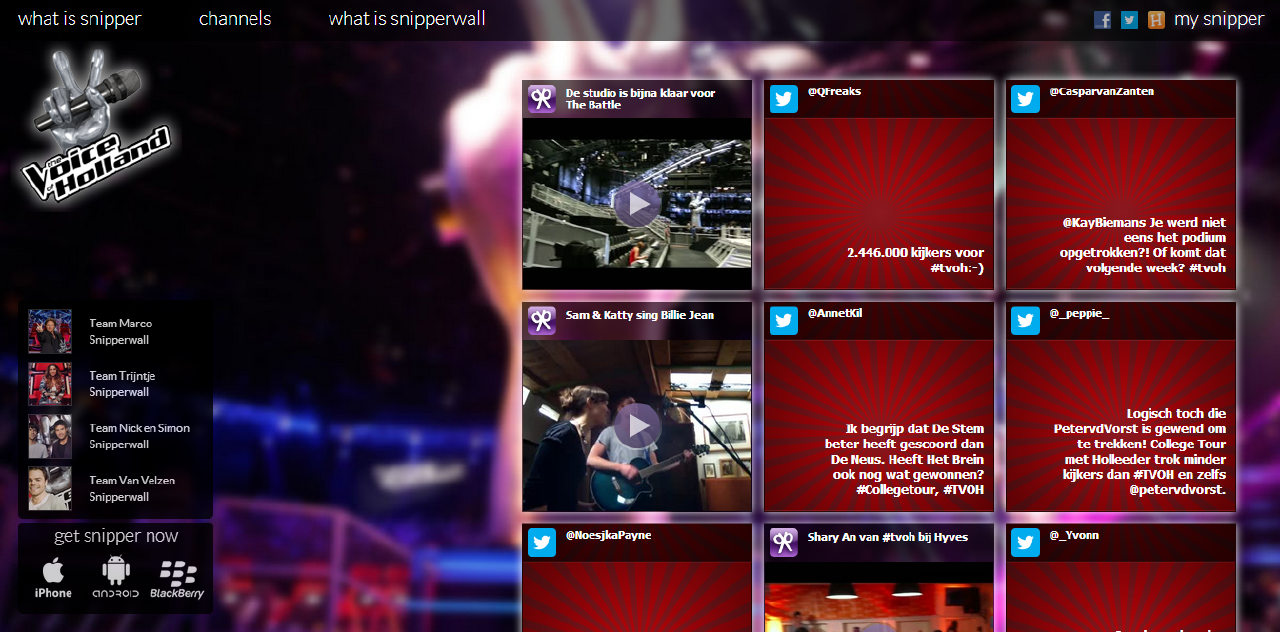 what is snipper
channels
what is snipperwall
my snipper
the
Voice
of Holland
Team Marco
Snipperwall
Team Trijntje
Snipperwall
Team Nick en Simon
Snipperwall
Team Van Velzen
Snipperwall
get snipper now
iPhone
ANDROID
BlackBerry
De studio is bijna klaar voor
The Battle
@QFreaks
2.446.000 kijkers voor
#tvoh:-)
@CasparvanZanten
@KayBiemans Je werd niet
eens het podium
opgetrokken?! Of komt dat
volgende week? #tvoh
Sam & Katty sing Billie Jean
@AnnetKil
Ik begrijp dat De Stem
beter heeft gescoord dan
De Neus. Heeft Het Brein
ook nog wat gewonnen?
#Collegetour, #TVOH
@_peppie_
Logisch toch die
PetervdVorst is gewend om
te trekken! College Tour
met Holleeder trok minder
kijkers dan #TVOH en zelfs
@petervdvorst.
@NoesjkaPayne
Shary An van #tvoh bij Hyves
@_Yvonn